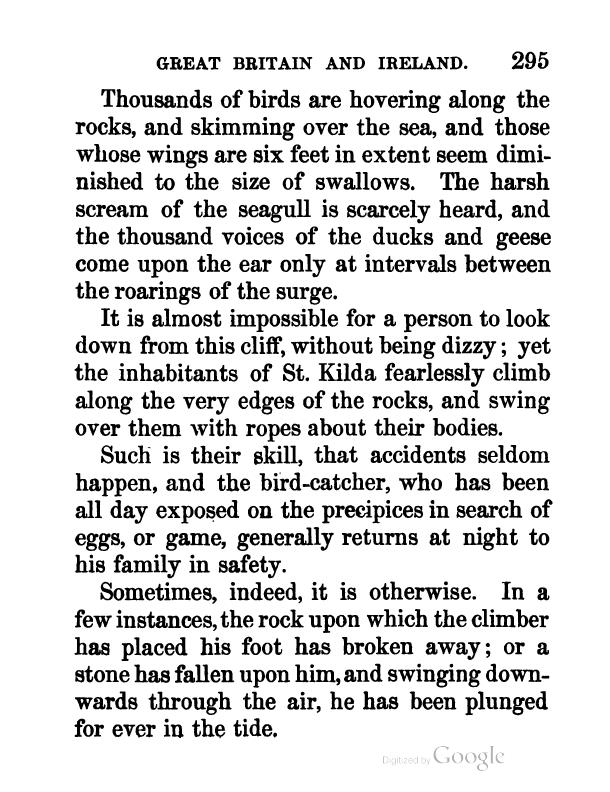 GREAT BRITAIN AND IRELAND. 295
Thousands of birds are hovering along the
rocks, and skimming over the sea, and those
whose wings are six feet in extent seem dimi-
nished to the size of swallows. The harsh
scream of the seagull is scarcely heard, and
the thousand voices of the ducks and geese
come upon the ear only at intervals between
the roarings of the surge.
It is almost impossible for a person to look
down from this cliff, without being dizzy; yet
the inhabitants of St. Kilda fearlessly climb
along the very edges of the rocks, and swing
over them with ropes about their bodies.
Such is their skill, that accidents seldom
happen, and the bird-catcher, who has been
all day exposed on the precipices in search of
eggs, or game, generally returns at night to
his family in safety.
Sometimes, indeed, it is otherwise. In a
few instances, the rock upon which the climber
has placed his foot has broken away; or a
stone has fallen upon him, and swinging down-
wards through the air, he has been plunged
for ever in the tide.
Digitized by Google